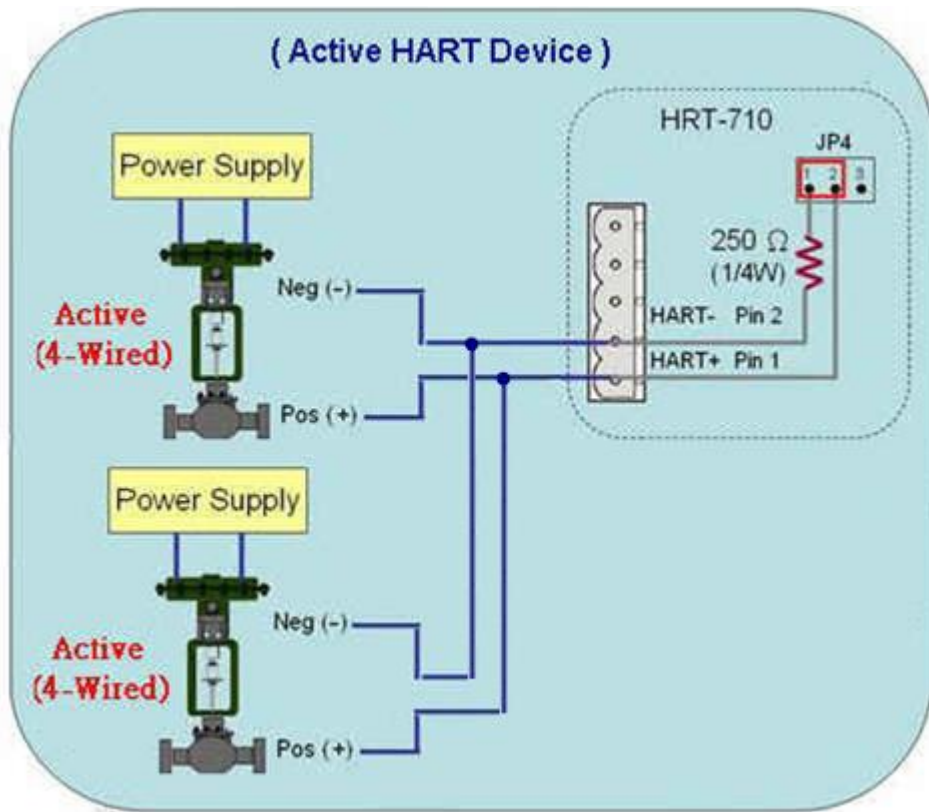 ( Active HART Device )
HRT-710
JP4
1 2 3
Power Supply
250 Ω
(1/4W)
Neg (-)
Active
(4-Wired)
HART- Pin 2
HART+ Pin 1
Pos (+)
Power Supply
Neg (-)
Active
(4-Wired)
Pos (+)